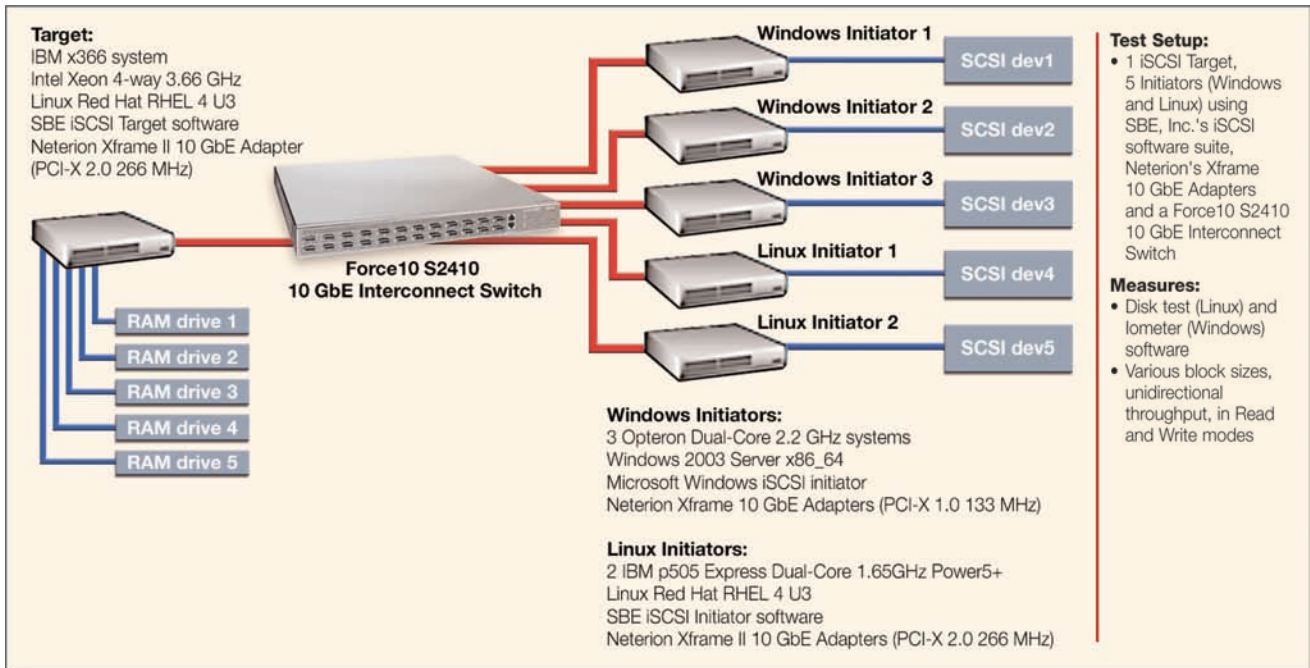 Target:
IBM x366 system
Intel Xeon 4-way 3.66 GHz
Linux Red Hat RHEL 4 U3
SBE iSCSI Target software
Neterion Xframe II 10 GbE Adapter
(PCI-X 2.0 266 MHz)
Force10 S2410
10 GbE Interconnect Switch
RAM drive 1
RAM drive 2
RAM drive 3
RAM drive 4
RAM drive 5
Windows Initiator 1
SCSI dev1
Windows Initiator 2
SCSI dev2
Windows Initiator 3
SCSI dev3
Linux Initiator 1
SCSI dev4
Linux Initiator 2
SCSI dev5
Windows Initiators:
3 Opteron Dual-Core 2.2 GHz systems
Windows 2003 Server x86_64
Microsoft Windows iSCSI initiator
Neterion Xframe 10 GbE Adapters (PCI-X 1.0 133 MHz)
Linux Initiators:
2 IBM p505 Express Dual-Core 1.65GHz Power5+
Linux Red Hat RHEL 4 U3
SBE iSCSI Initiator software
Neterion Xframe II 10 GbE Adapters (PCI-X 2.0 266 MHz)
Test Setup:
• 1 iSCSI Target,
5 Initiators (Windows
and Linux) using
SBE, Inc.'s iSCSI
software suite,
Neterion's Xframe
10 GbE Adapters
and a Force10 S2410
10 GbE Interconnect
Switch
Measures:
• Disk test (Linux) and
Iometer (Windows)
software
• Various block sizes,
unidirectional
throughput, in Read
and Write modes